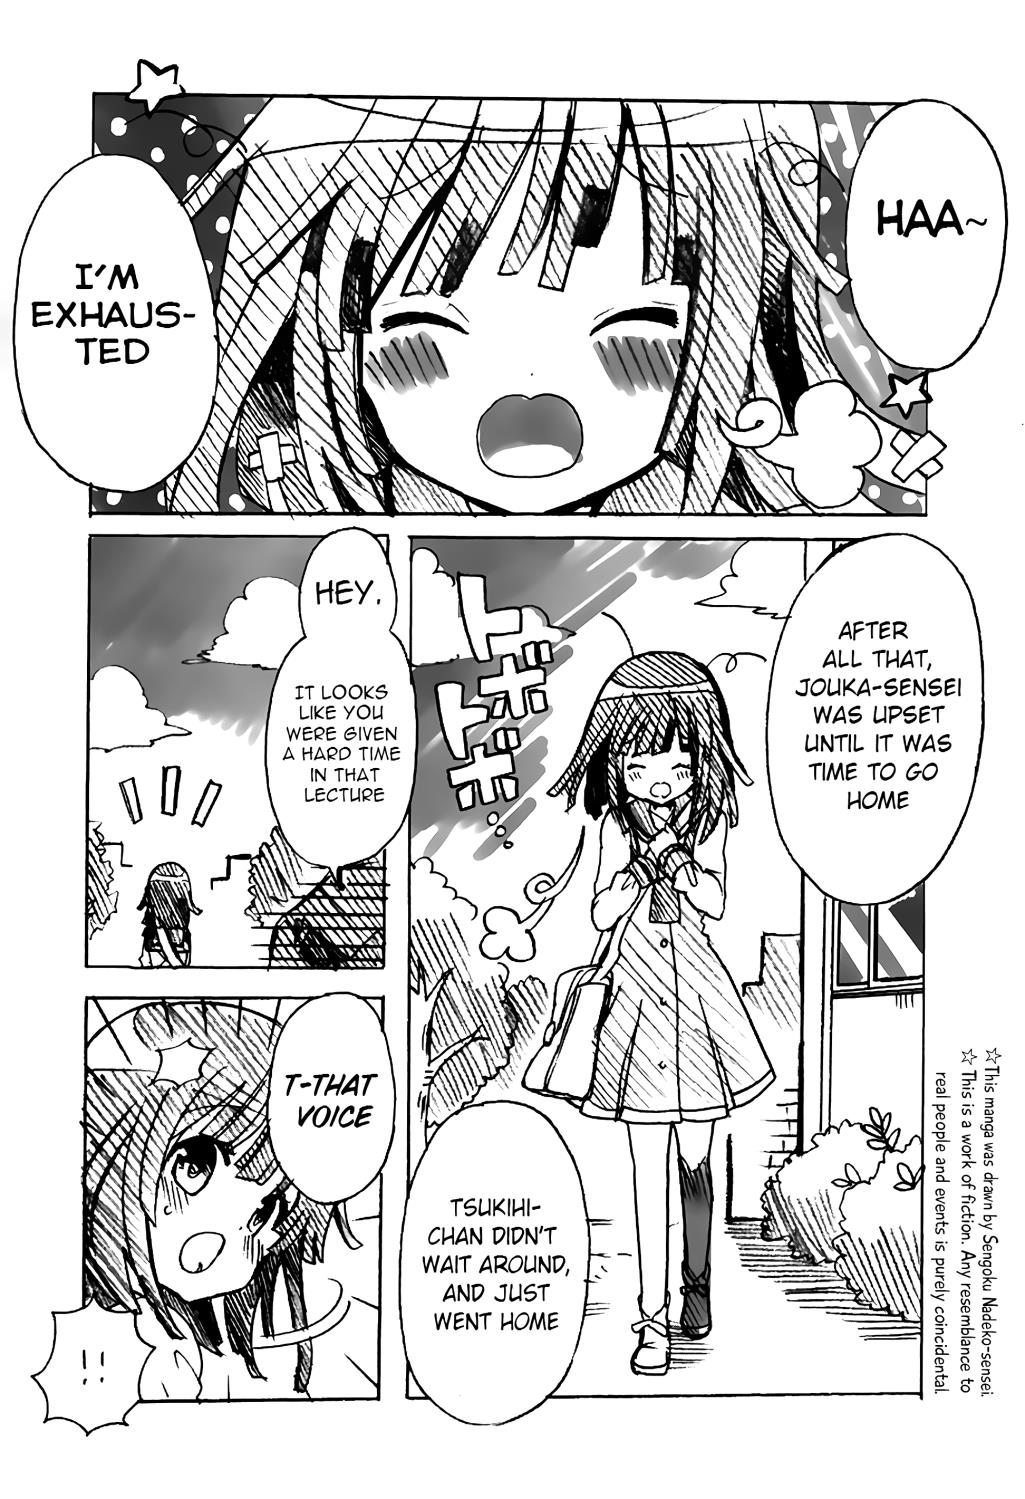 HAA~
I'M
EXHAUS-
TED
AFTER
ALL THAT,
JOUKA-SENSEI
WAS UPSET
UNTIL IT WAS
TIME TO GO
HOME
トボトボ
TSUKIHI-
CHAN DIDN'T
WAIT AROUND,
AND JUST
WENT HOME
☆This manga was drawn by Sengoku Nadeko-sensei.
☆This is a work of fiction. Any resemblance to
real people and events is purely coincidental.
HEY.
IT LOOKS
LIKE YOU
WERE GIVEN
A HARD TIME
IN THAT
LECTURE
T-THAT
VOICE
!!